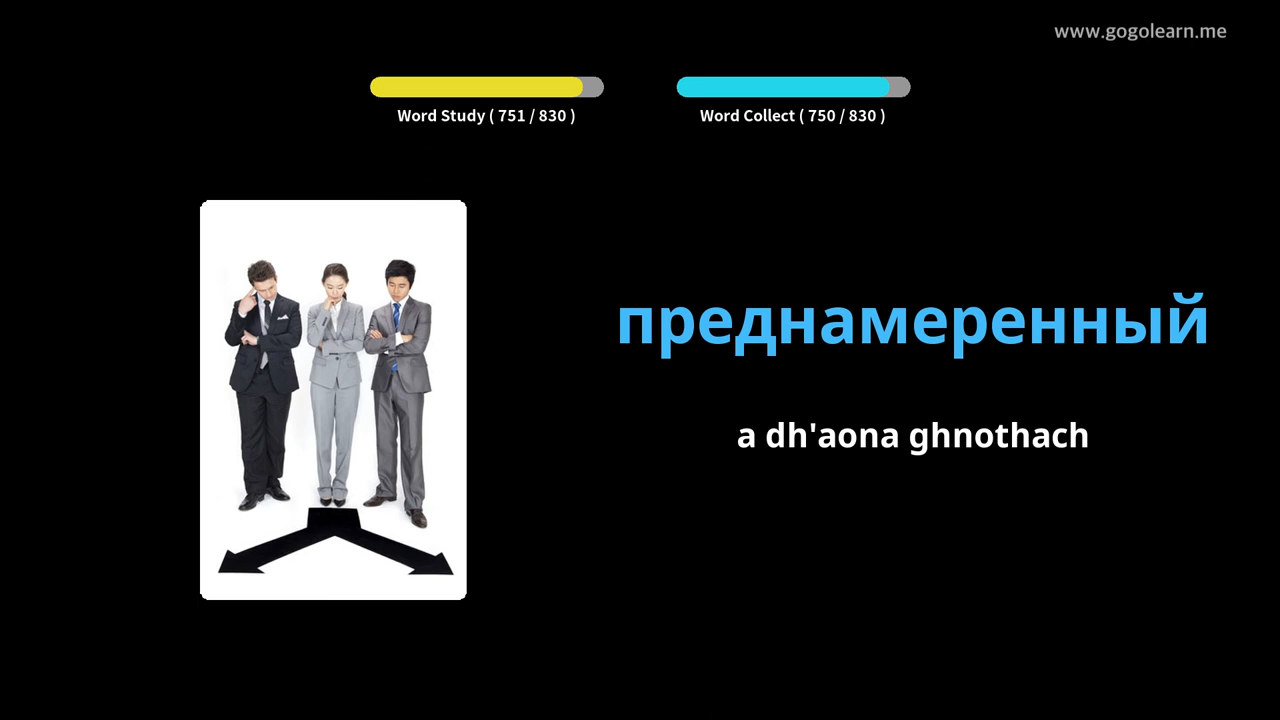 www.gogolearn.me
Word Study ( 751 / 830 )
Word Collect ( 750 / 830 )
преднамеренный
a dh'aona ghnothach